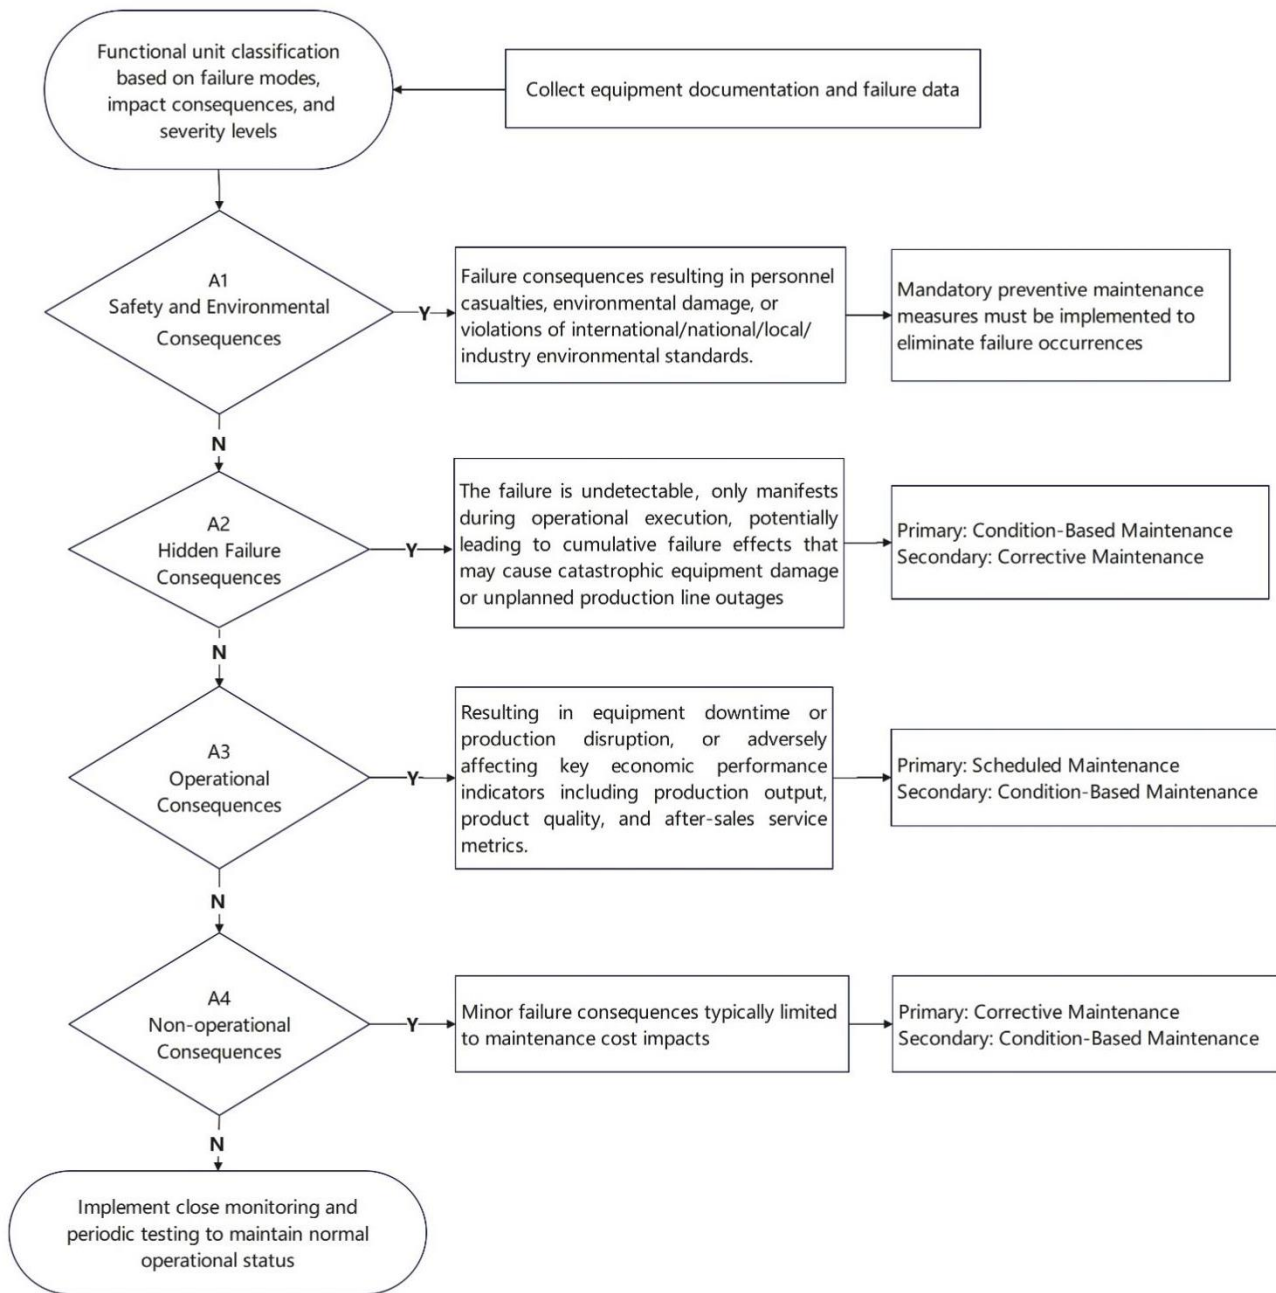 Functional unit classification
based on failure modes,
impact consequences, and
severity levels
Collect equipment documentation and failure data
A1
Safety and Environmental
Consequences
Y
Failure consequences resulting in personnel
casualties, environmental damage, or
violations of international/national/local/
industry environmental standards.
Mandatory preventive maintenance
measures must be implemented to
eliminate failure occurrences
N
A2
Hidden Failure
Consequences
Y
The failure is undetectable, only manifests
during operational execution, potentially
leading to cumulative failure effects that
may cause catastrophic equipment damage
or unplanned production line outages
Primary: Condition-Based Maintenance
Secondary: Corrective Maintenance
N
A3
Operational
Consequences
Y
Resulting in equipment downtime or
production disruption, or adversely
affecting key economic performance
indicators including production output,
product quality, and after-sales service
metrics.
Primary: Scheduled Maintenance
Secondary: Condition-Based Maintenance
N
A4
Non-operational
Consequences
Y
Minor failure consequences typically limited
to maintenance cost impacts
Primary: Corrective Maintenance
Secondary: Condition-Based Maintenance
N
Implement close monitoring and
periodic testing to maintain normal
operational status